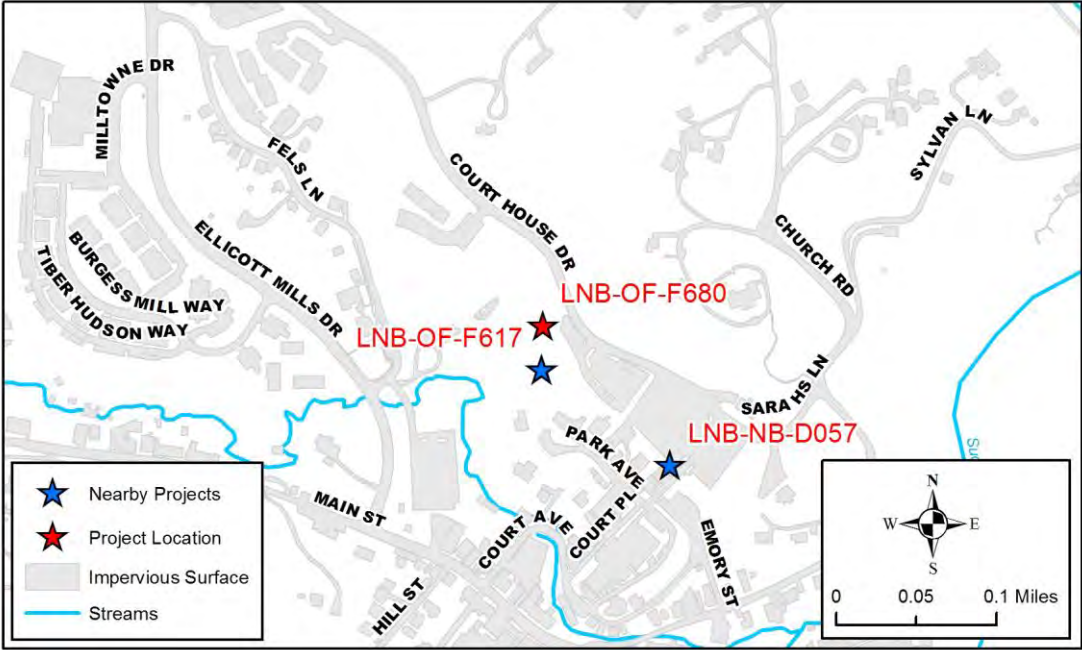 MILLTOWNE DR
FELS LN
COURT HOUSE DR
SYLVAN LN
CHURCH RD
ELLICOTT MILLS DR
BURGESS MILL WAY
TIBER HUDSON WAY
LNB-OF-F680
LNB-OF-F617
SARAHS LN
LNB-NB-D057
PARK AVE
COURT PL
MAIN ST
COURT AVE
EMORY ST
HILL ST
Nearby Projects
Project Location
Impervious Surface
Streams
N
W E
S
0 0.05 0.1 Miles